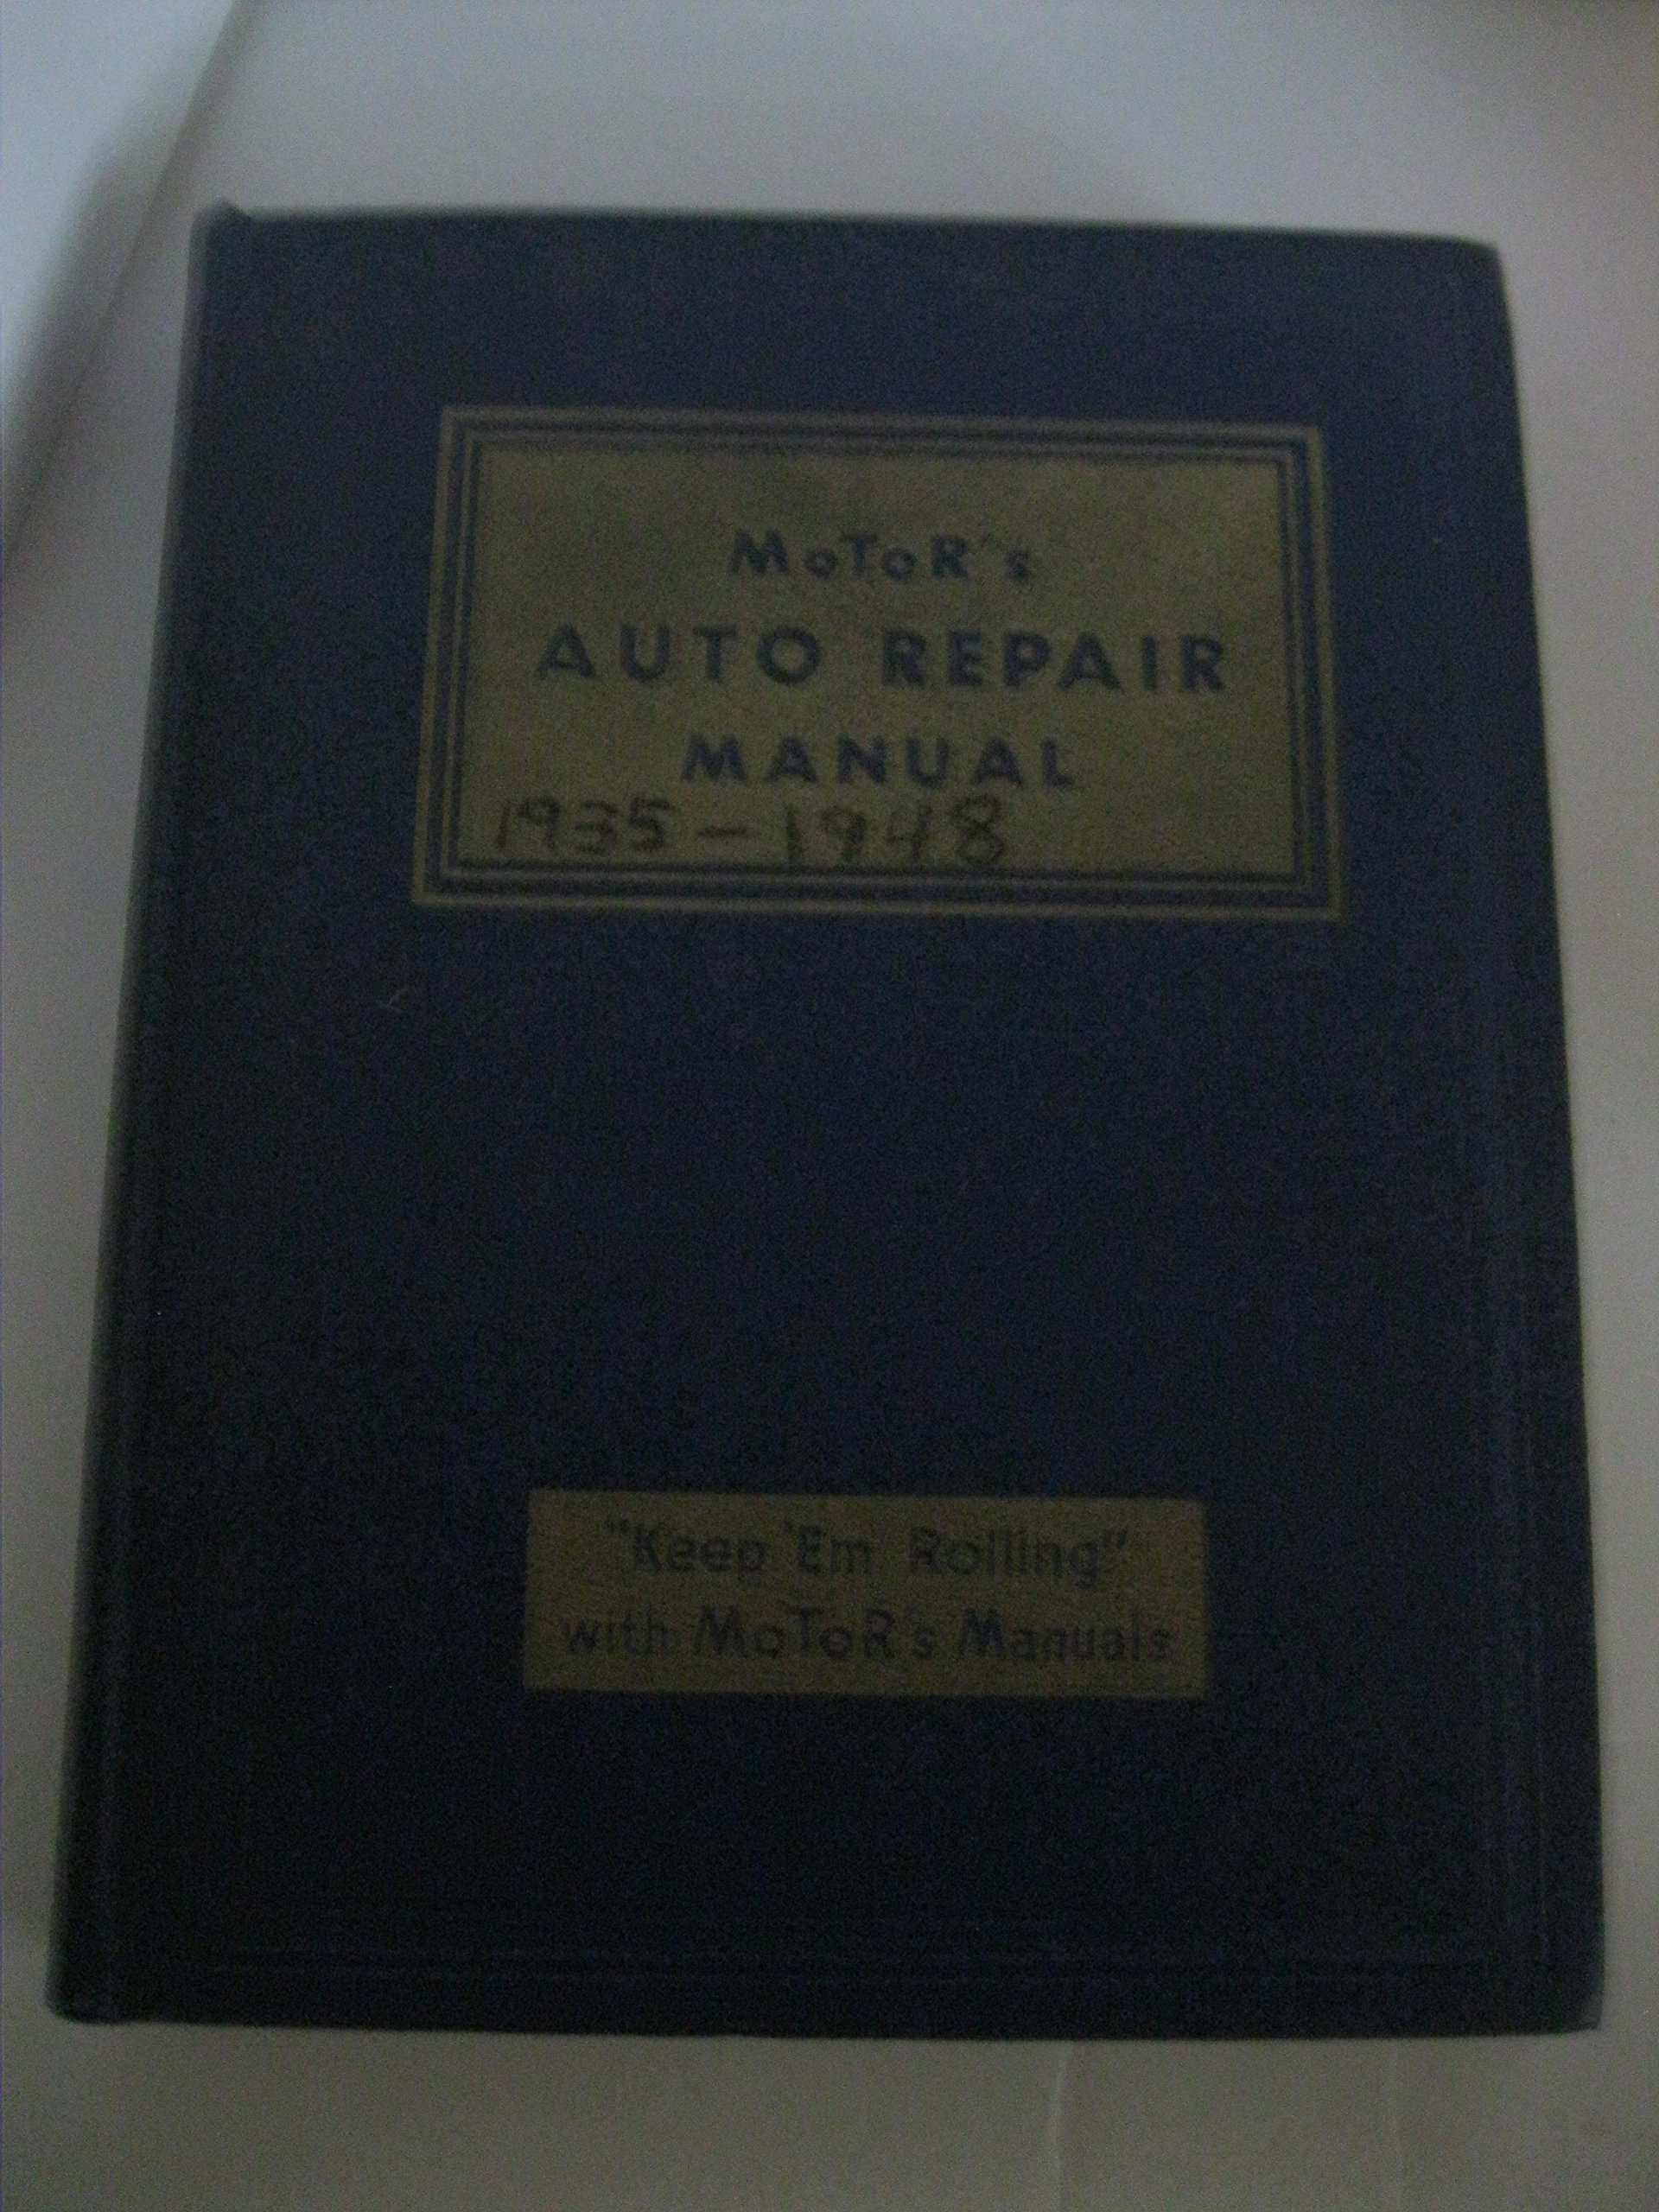 MoToR's
AUTO REPAIR
MANUAL
1935-1948
"Keep 'Em Rolling"
with MoToR's Manuals